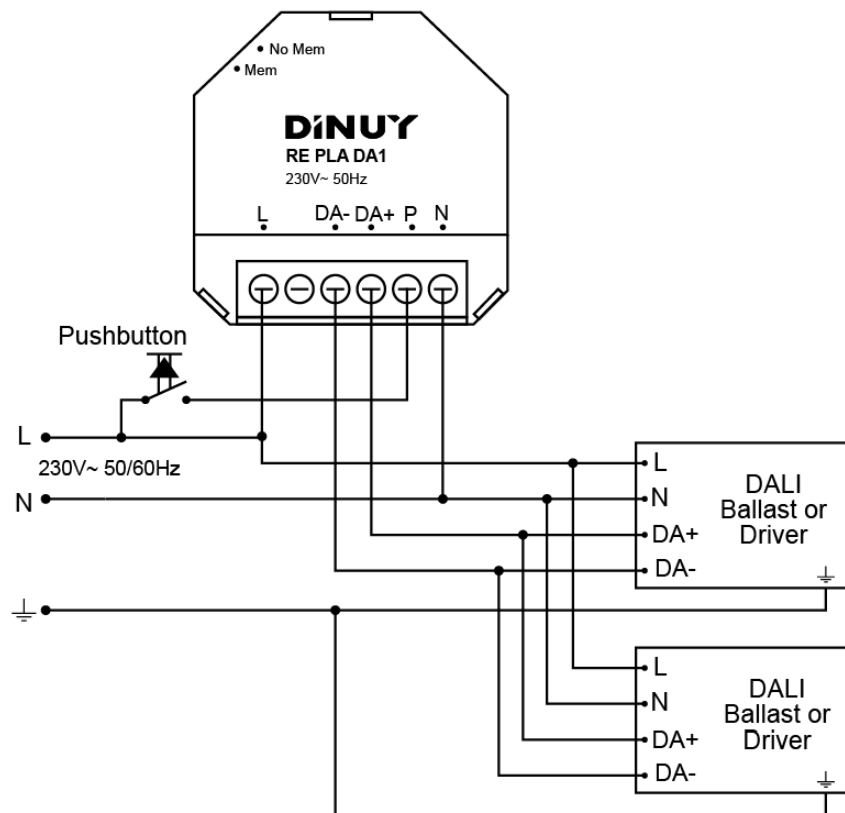 No Mem
Mem
DiNUY
RE PLA DA1
230V~ 50Hz
L DA- DA+ P N
Pushbutton
L
230V~ 50/60Hz
N
L
N
DA+
DA-
DALI
Ballast or
Driver
L
N
DA+
DA-
DALI
Ballast or
Driver